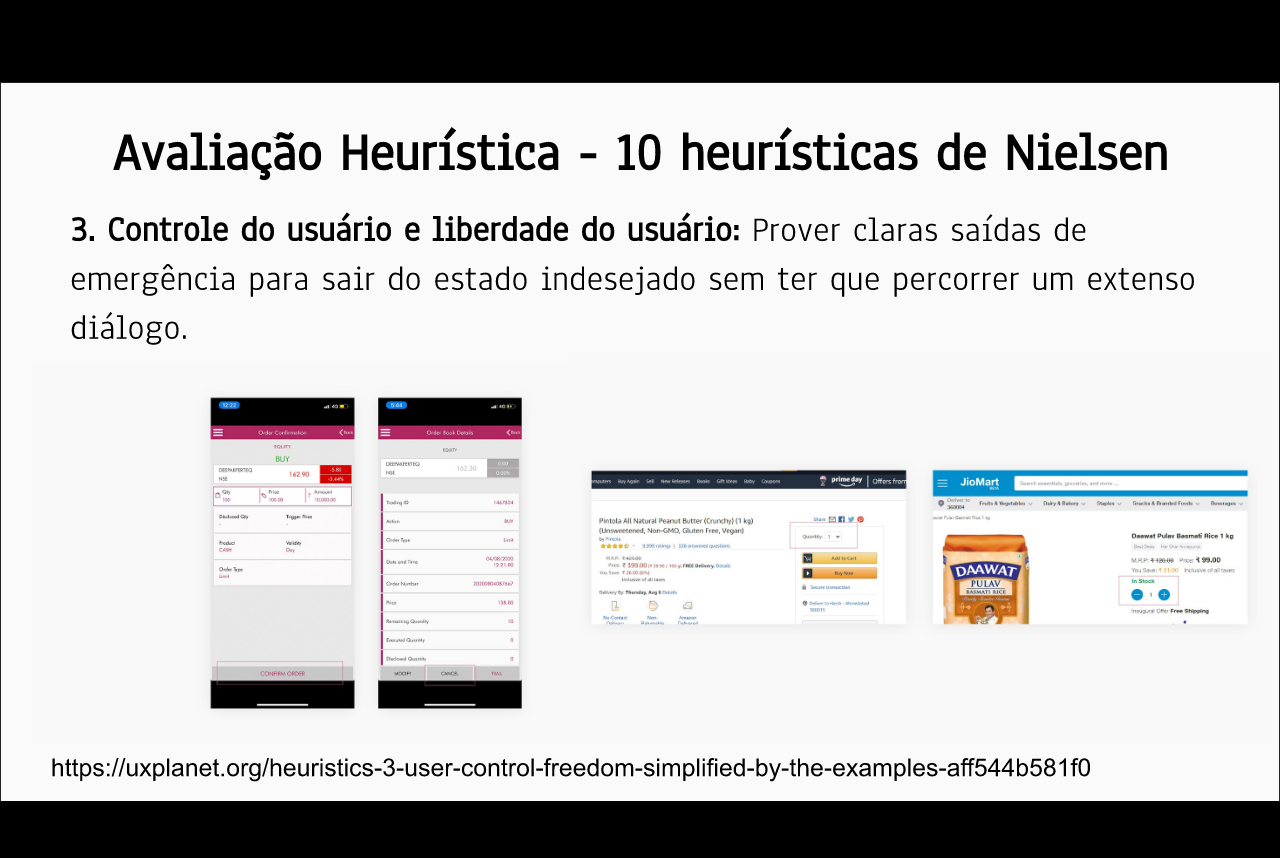 Avaliação Heurística - 10 heurísticas de Nielsen
3. Controle do usuário e liberdade do usuário: Prover claras saídas de
emergência para sair do estado indesejado sem ter que percorrer um extenso
diálogo.
12:22
4G
Order Confirmation
Back
EQUITY
BUY
DEEPAKFERTEQ
NSE
162.90
-5.80
-3.44%
Qty
100
Price
100.00
Amount
10,000.00
Disclosed Qty
-
Trigger Price
-
Product
CASH
Validity
Day
Order Type
Limit
CONFIRM ORDER
5:44
4G
Order Book Details
Back
EQUITY
DEEPAKFERTEQ
NSE
162.30
0.00
0.00%
Trading ID
1467824
Action
BUY
Order Type
Limit
Date and Time
04/08/2020
12:21:00
Order Number
Price
158.80
Remaining Quantity
10
Executed Quantity
0
Disclosed Quantity
0
MODIFY
CANCEL
TRAIL
Buy Again Sell New Releases Books Gift Ideas Baby Coupons
prime day
Offers from
Pintola All Natural Peanut Butter (Crunchy) (1 kg)
(Unsweetened, Non-GMO, Gluten Free, Vegan)
by Pintola
9,999 ratings | 338 answered questions
M.R.P.: ₹ 425.00
Price: ₹ 399.00 (₹ 39.90 / 100 g) FREE Delivery. Details
You Save: ₹ 26.00 (6%)
Inclusive of all taxes
Delivery By: Thursday, Aug 6 Details
No-Contact
Delivery
Non-
Returnable
Amazon
Delivered
Share
Quantity: 1
Add to Cart
Buy Now
Secure transaction
Deliver to Harsh - Ahmedabad
JioMart
BETA
Search essentials, groceries, and more ...
Deliver to
360004
Fruits & Vegetables
Dairy & Bakery
Staples
Snacks & Branded Foods
Beverages
Daawat Pulav Basmati Rice 1 kg
DAAWAT
PULAV
BASMATI RICE
Daawat Pulav Basmati Rice 1 kg
M.R.P: ₹ 120.00 Price: ₹ 99.00
You Save: ₹ 21.00 Inclusive of all taxes
In Stock
1
Inaugural Offer Free Shipping
https://uxplanet.org/heuristics-3-user-control-freedom-simplified-by-the-examples-aff544b581f0